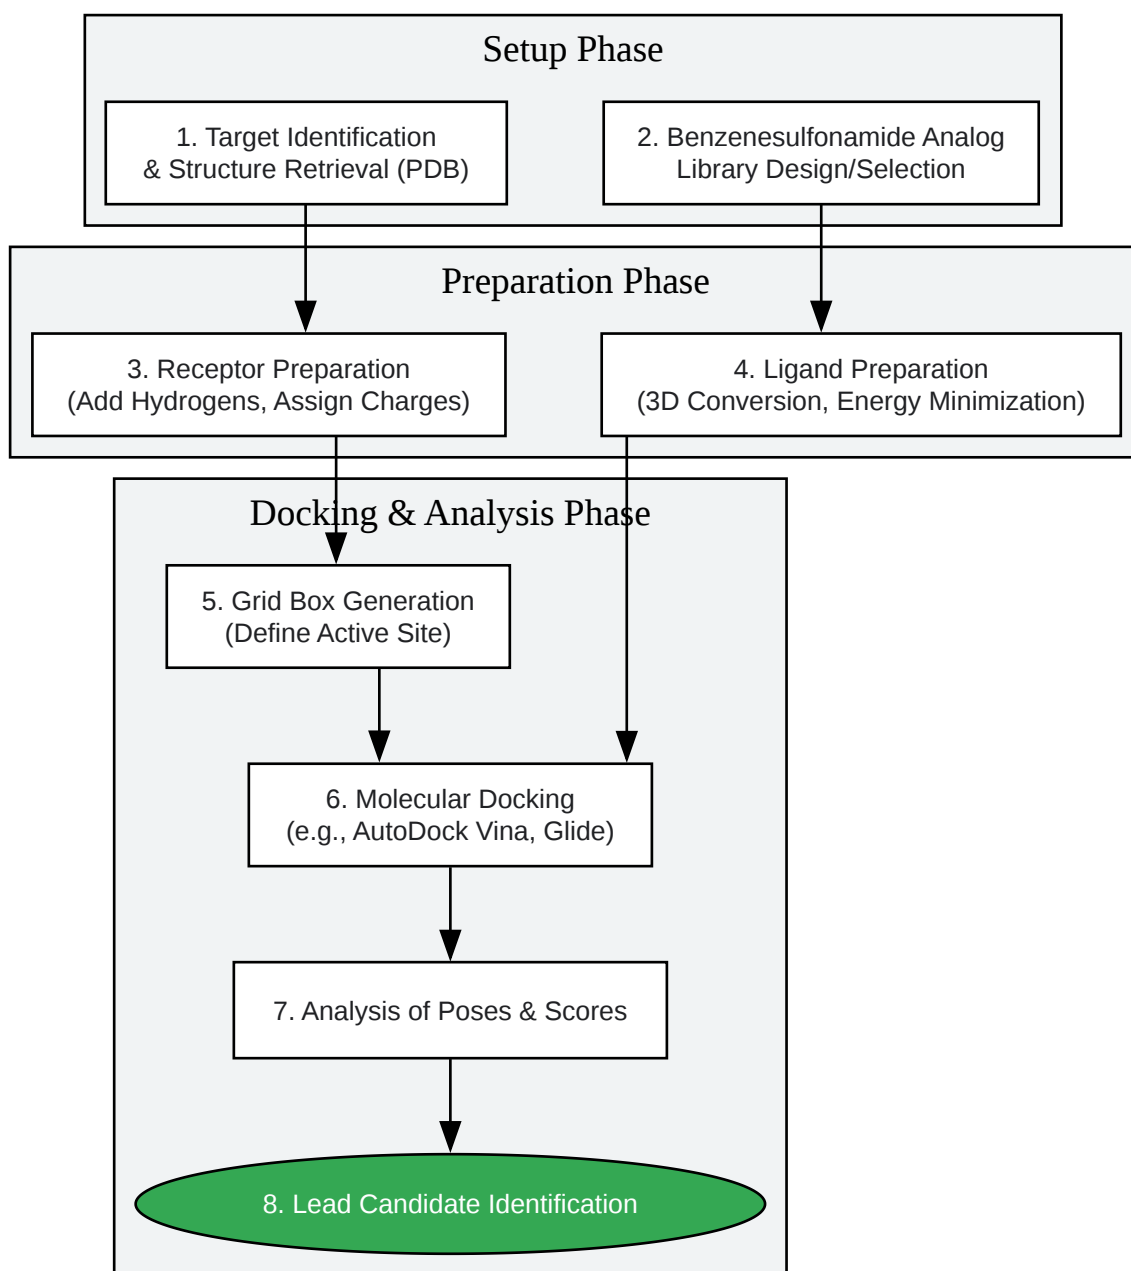 Setup Phase
1. Target Identification
& Structure Retrieval (PDB)
2. Benzenesulfonamide Analog
Library Design/Selection
Preparation Phase
3. Receptor Preparation
(Add Hydrogens, Assign Charges)
4. Ligand Preparation
(3D Conversion, Energy Minimization)
Docking & Analysis Phase
5. Grid Box Generation
(Define Active Site)
6. Molecular Docking
(e.g., AutoDock Vina, Glide)
7. Analysis of Poses & Scores
8. Lead Candidate Identification